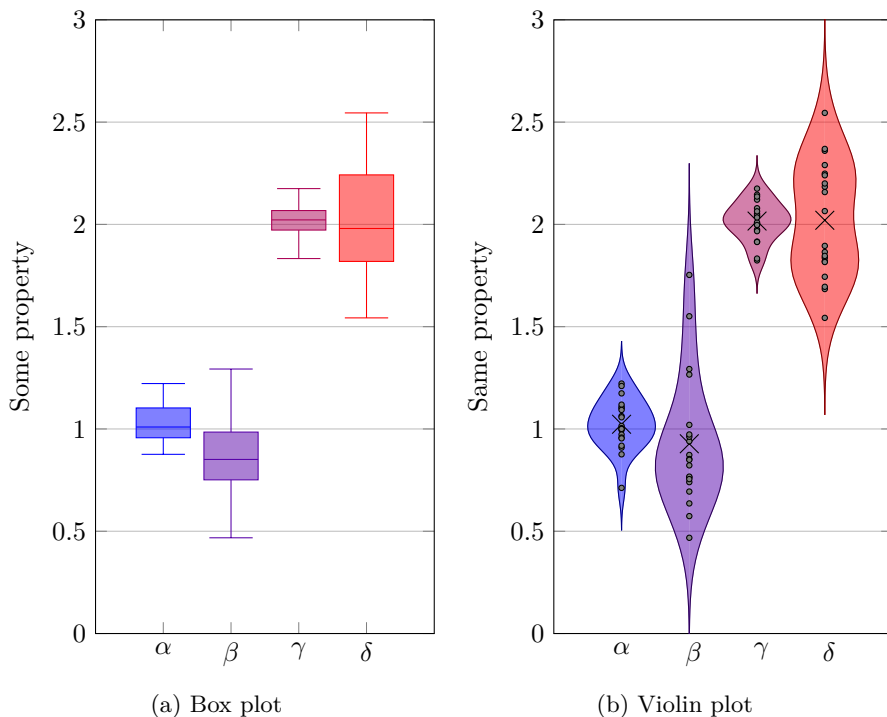 Some property
3
2.5
2
1.5
1
0.5
0
α β γ δ
(a) Box plot
Same property
3
2.5
2
1.5
1
0.5
0
α β γ δ
(b) Violin plot